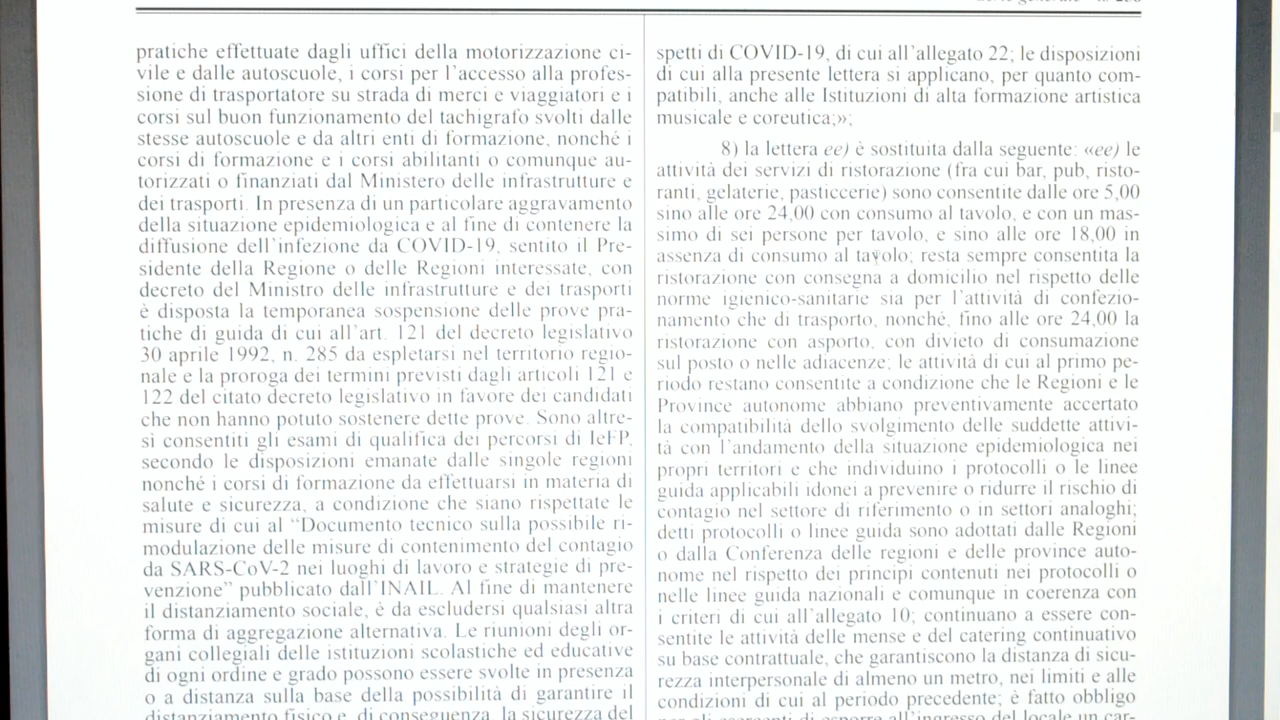 pratiche effettuate dagli uffici della motorizzazione ci-
vile e dalle autoscuole, i corsi per l'accesso alla profes-
sione di trasportatore su strada di merci e viaggiatori e i
corsi sul buon funzionamento del tachigrafo svolti dalle
stesse autoscuole e da altri enti di formazione, nonché i
corsi di formazione e i corsi abilitanti o comunque au-
torizzati o finanziati dal Ministero delle infrastrutture e
dei trasporti. In presenza di un particolare aggravamento
della situazione epidemiologica e al fine di contenere la
diffusione dell'infezione da COVID-19, sentito il Pre-
sidente della Regione o delle Regioni interessate, con
decreto del Ministro delle infrastrutture e dei trasporti
è disposta la temporanea sospensione delle prove pra-
tiche di guida di cui all'art. 121 del decreto legislativo
30 aprile 1992, n. 285 da espletarsi nel territorio regio-
nale e la proroga dei termini previsti dagli articoli 121 e
122 del citato decreto legislativo in favore dei candidati
che non hanno potuto sostenere dette prove. Sono altre-
sì consentiti gli esami di qualifica dei percorsi di IeFP,
secondo le disposizioni emanate dalle singole regioni
nonché i corsi di formazione da effettuarsi in materia di
salute e sicurezza, a condizione che siano rispettate le
misure di cui al “Documento tecnico sulla possibile ri-
modulazione delle misure di contenimento del contagio
da SARS-CoV-2 nei luoghi di lavoro e strategie di pre-
venzione” pubblicato dall'INAIL. Al fine di mantenere
il distanziamento sociale, è da escludersi qualsiasi altra
forma di aggregazione alternativa. Le riunioni degli or-
gani collegiali delle istituzioni scolastiche ed educative
di ogni ordine e grado possono essere svolte in presenza
o a distanza sulla base della possibilità di garantire il
distanziamento fisico e, di conseguenza, la sicurezza del
spetti di COVID-19, di cui all'allegato 22; le disposizioni
di cui alla presente lettera si applicano, per quanto com-
patibili, anche alle Istituzioni di alta formazione artistica
musicale e coreutica;»;
8) la lettera ee) è sostituita dalla seguente: «ee) le
attività dei servizi di ristorazione (fra cui bar, pub, risto-
ranti, gelaterie, pasticcerie) sono consentite dalle ore 5,00
sino alle ore 24,00 con consumo al tavolo, e con un mas-
simo di sei persone per tavolo, e sino alle ore 18,00 in
assenza di consumo al tavolo; resta sempre consentita la
ristorazione con consegna a domicilio nel rispetto delle
norme igienico-sanitarie sia per l'attività di confezio-
namento che di trasporto, nonché, fino alle ore 24,00 la
ristorazione con asporto, con divieto di consumazione
sul posto o nelle adiacenze; le attività di cui al primo pe-
riodo restano consentite a condizione che le Regioni e le
Province autonome abbiano preventivamente accertato
la compatibilità dello svolgimento delle suddette attivi-
tà con l'andamento della situazione epidemiologica nei
propri territori e che individuino i protocolli o le linee
guida applicabili idonei a prevenire o ridurre il rischio di
contagio nel settore di riferimento o in settori analoghi;
detti protocolli o linee guida sono adottati dalle Regioni
o dalla Conferenza delle regioni e delle province auto-
nome nel rispetto dei principi contenuti nei protocolli o
nelle linee guida nazionali e comunque in coerenza con
i criteri di cui all'allegato 10; continuano a essere con-
sentite le attività delle mense e del catering continuativo
su base contrattuale, che garantiscono la distanza di sicu-
rezza interpersonale di almeno un metro, nei limiti e alle
condizioni di cui al periodo precedente; è fatto obbligo